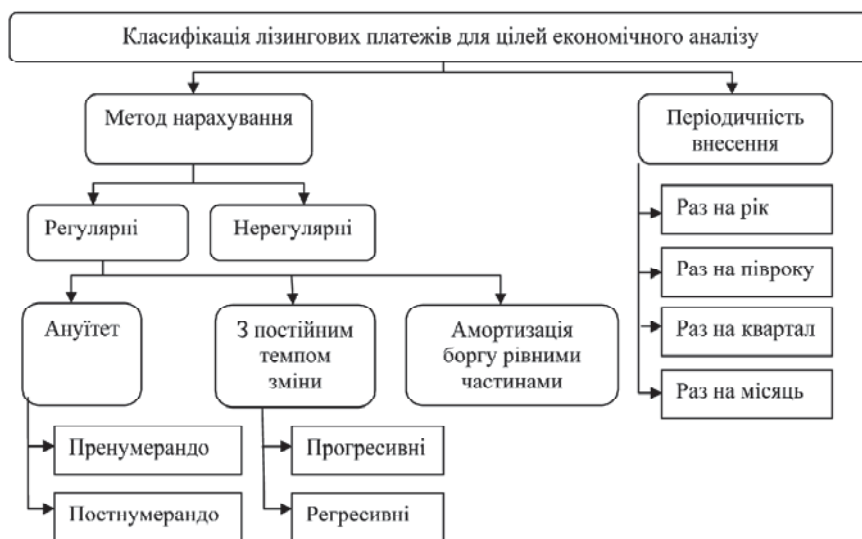 Класифікація лізингових платежів для цілей економічного аналізу
Метод нарахування
Періодичність
внесення
Регулярні
Нерегулярні
Раз на рік
Раз на півроку
Раз на квартал
Раз на місяць
Ануїтет
З постійним
темпом
зміни
Амортизація
боргу рівними
частинами
Пренумерандо
Постнумерандо
Прогресивні
Регресивні